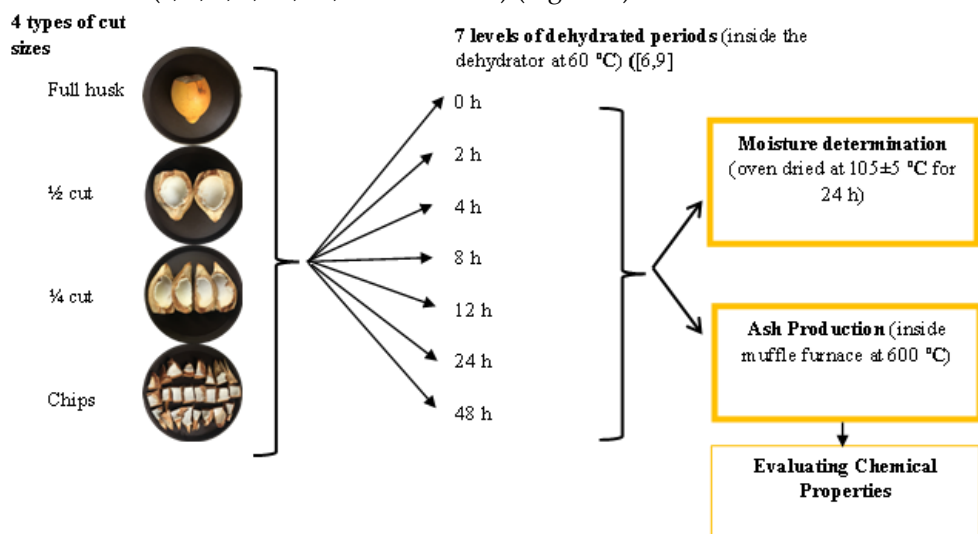 4 types of cut
sizes
Full husk
½ cut
¼ cut
Chips
7 levels of dehydrated periods (inside the
dehydrator at 60 °C) ([6,9]
0 h
2 h
4 h
8 h
12 h
24 h
48 h
Moisture determination
(oven dried at 105±5 °C for
24 h)
Ash Production (inside
muffle furnace at 600 °C)
Evaluating Chemical
Properties